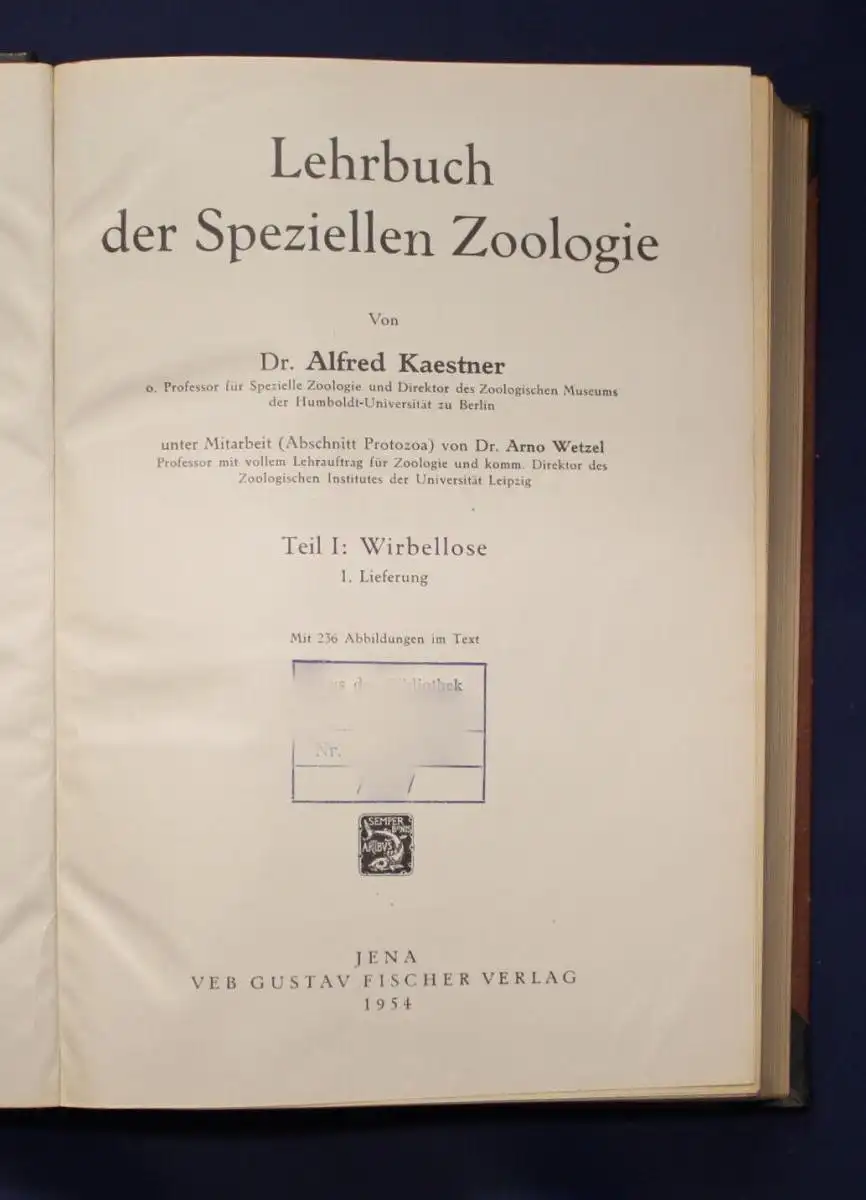 Lehrbuch
der Speziellen Zoologie
Von
Dr. Alfred Kaestner
o. Professor für Spezielle Zoologie und Direktor des Zoologischen Museums
der Humboldt-Universität zu Berlin
unter Mitarbeit (Abschnitt Protozoa) von Dr. Arno Wetzel
Professor mit vollem Lehrauftrag für Zoologie und komm. Direktor des
Zoologischen Institutes der Universität Leipzig
Teil I: Wirbellose
1. Lieferung
Mit 236 Abbildungen im Text
Nr.
/ /
SEMPER
BONIS
ARTIBVS
JENA
VEB GUSTAV FISCHER VERLAG
1954